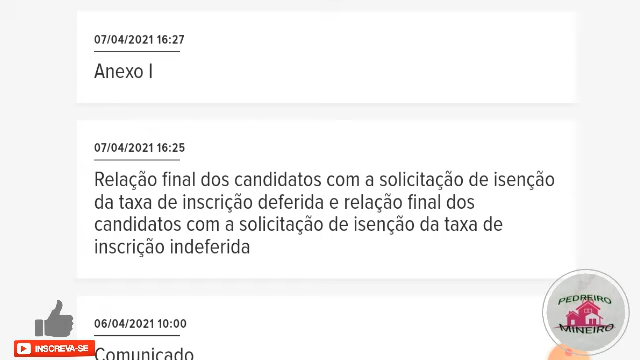 07/04/2021 16:27
Anexo I
07/04/2021 16:25
Relação final dos candidatos com a solicitação de isenção
da taxa de inscrição deferida e relação final dos
candidatos com a solicitação de isenção da taxa de
inscrição indeferida
06/04/2021 10:00
Comunicado
INSCREVA-SE
PEDREIRO
MINEIRO